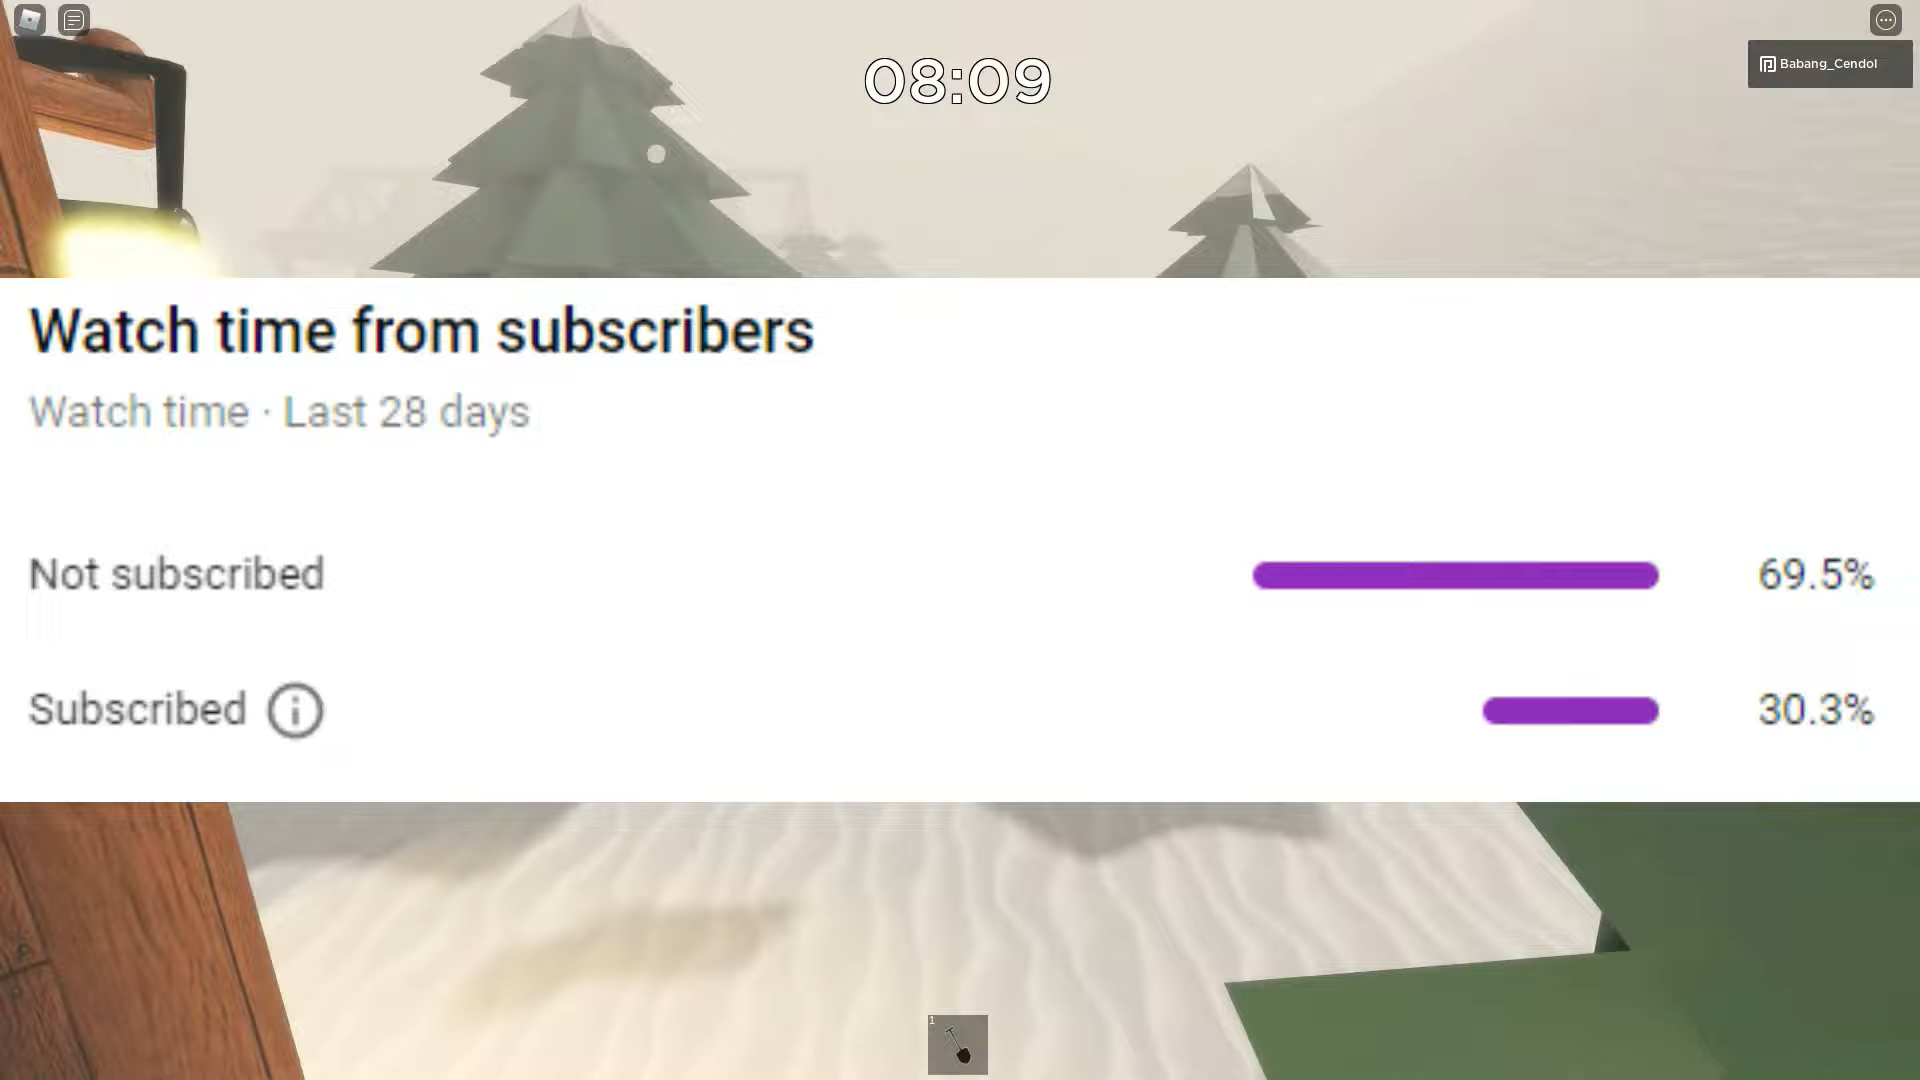 08:09
Babang_Cendol
Watch time from subscribers
Watch time · Last 28 days
Not subscribed 69.5%
Subscribed 30.3%
1